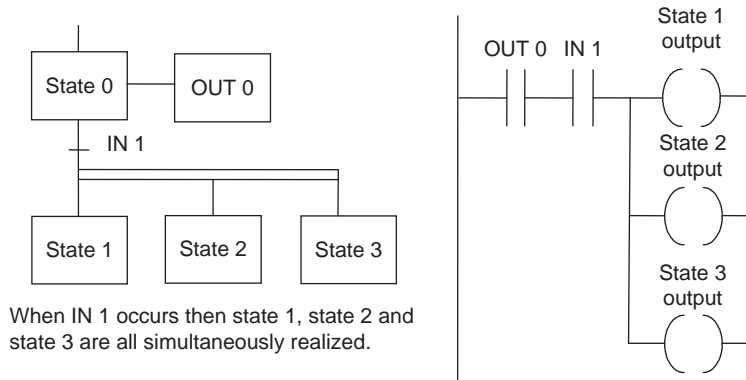 State 0
OUT 0
IN 1
State 1
State 2
State 3
When IN 1 occurs then state 1, state 2 and
state 3 are all simultaneously realized.
OUT 0
IN 1
State 1
output
State 2
output
State 3
output